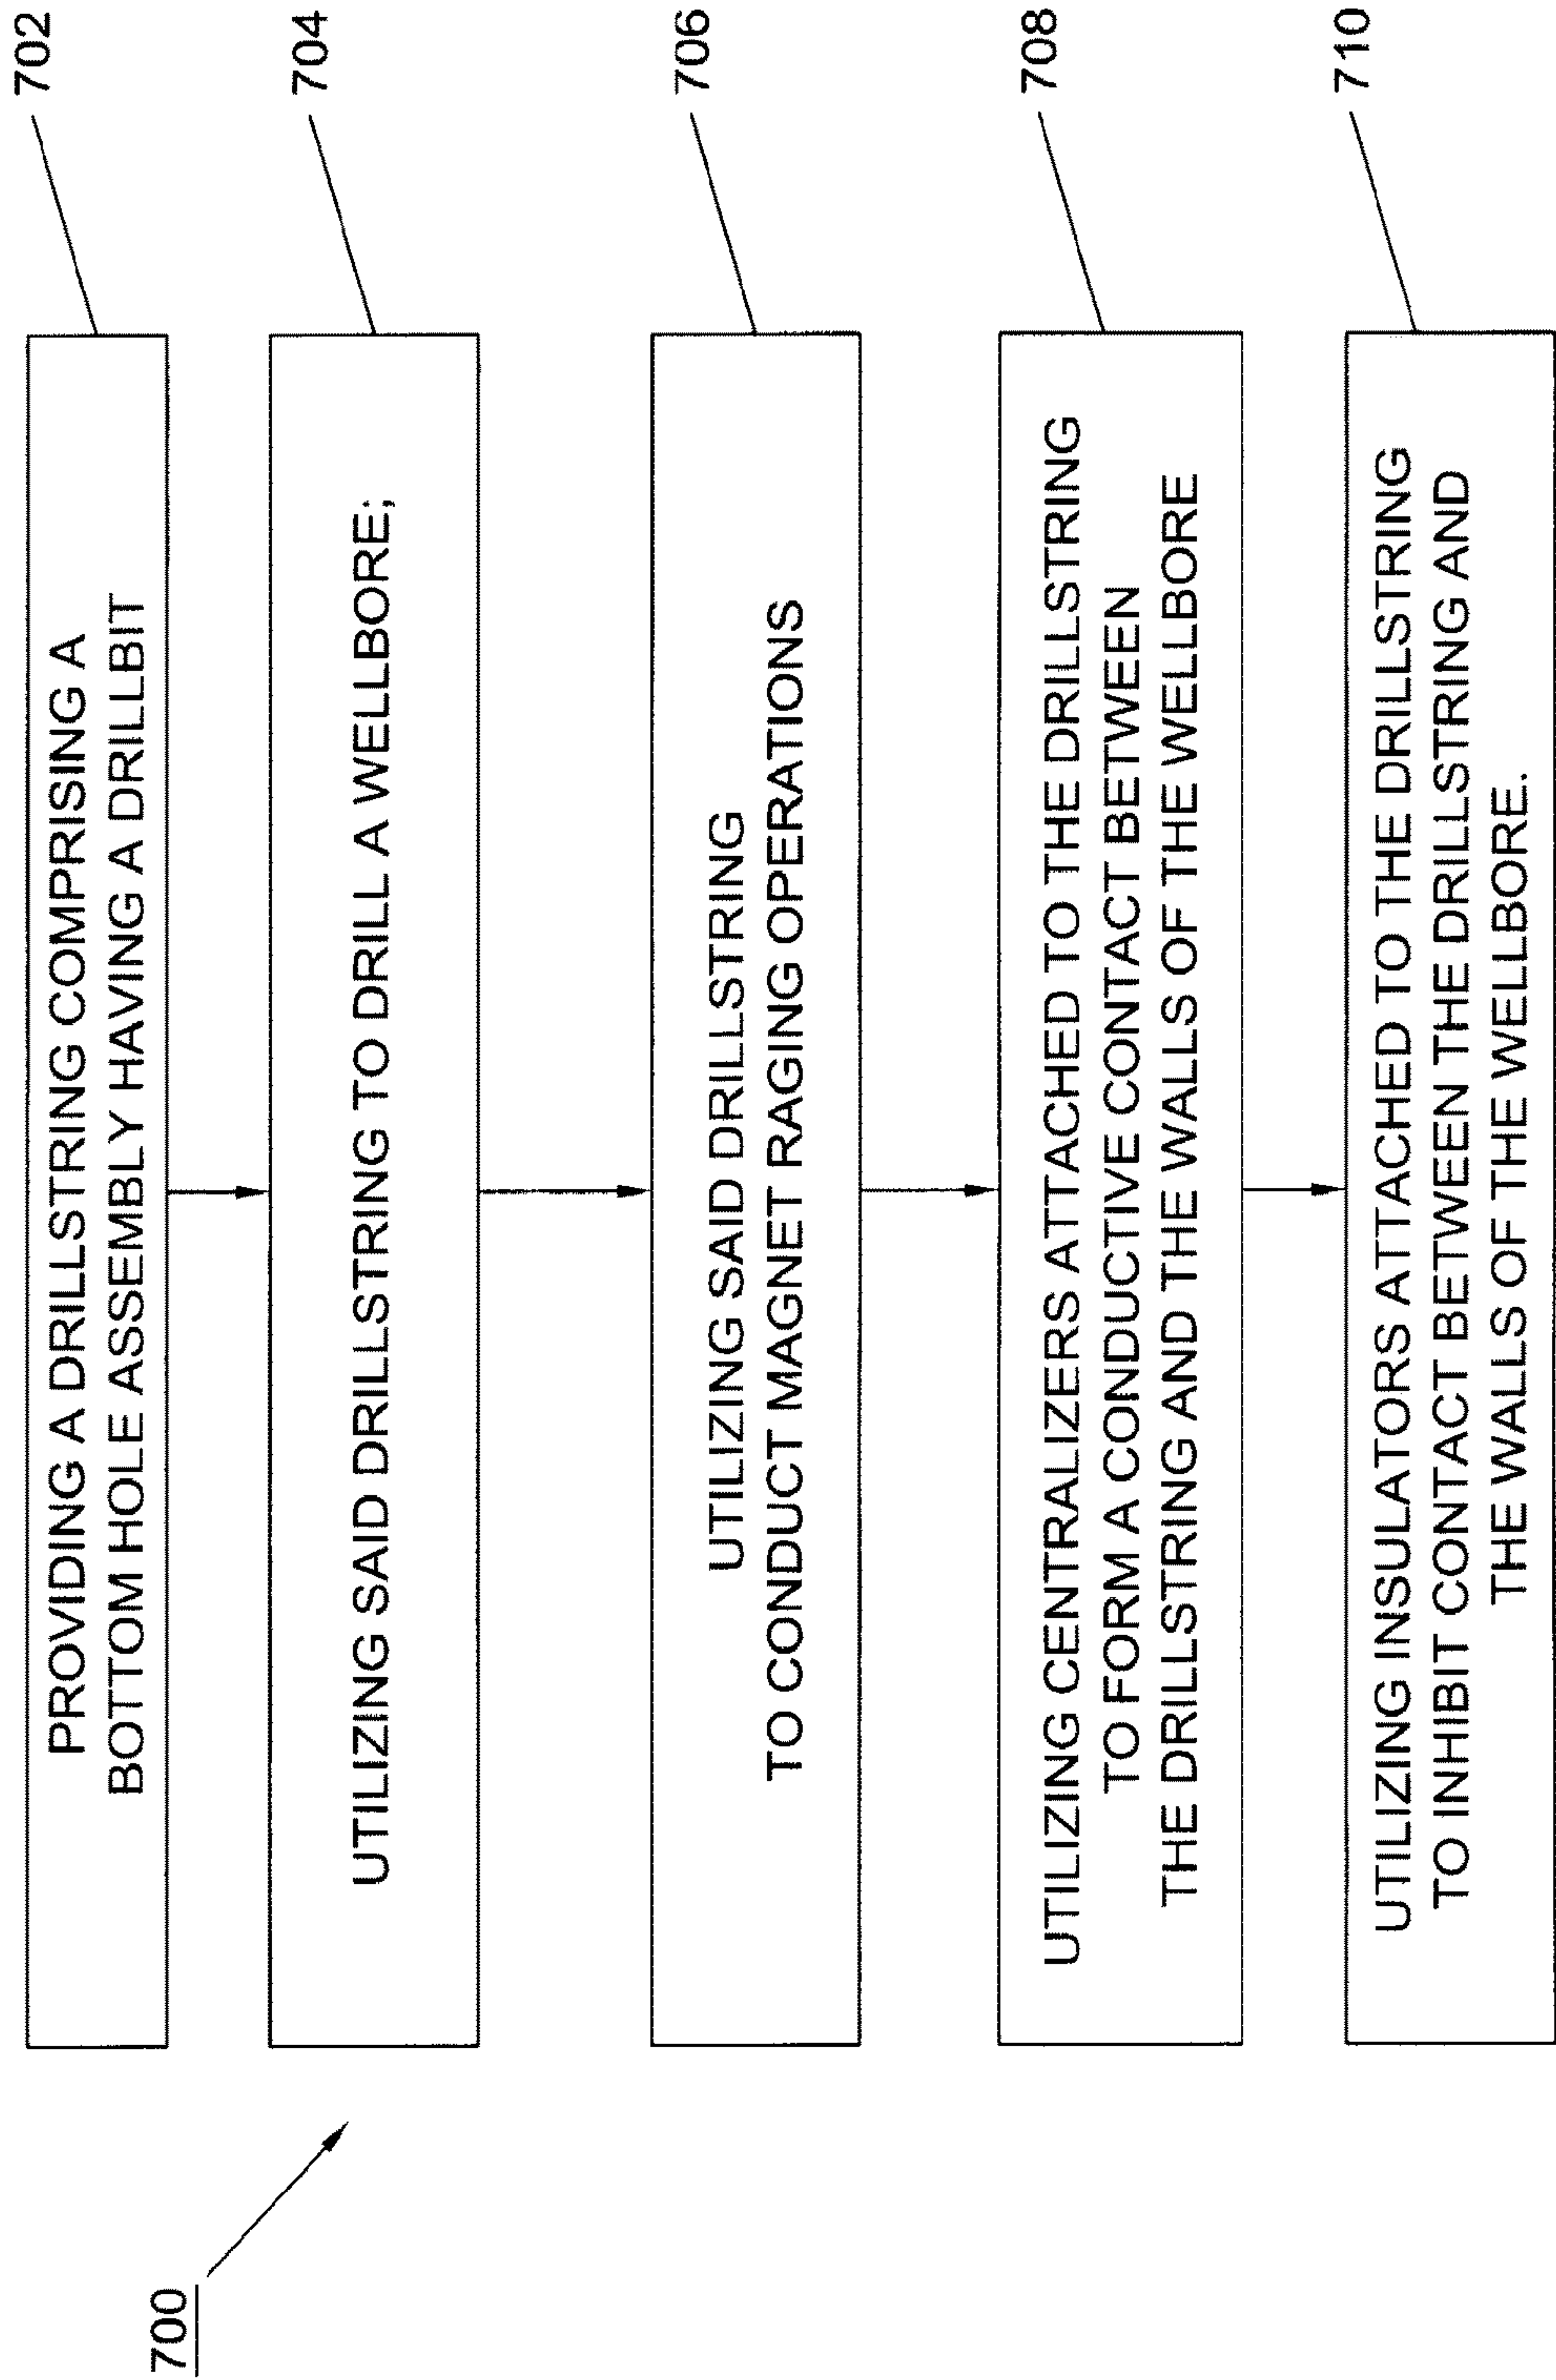 700
702
PROVIDING A DRILLSTRING COMPRISING A
BOTTOM HOLE ASSEMBLY HAVING A DRILLBIT
704
UTILIZING SAID DRILLSTRING TO DRILL A WELLBORE;
706
UTILIZING SAID DRILLSTRING
TO CONDUCT MAGNET RAGING OPERATIONS
708
UTILIZING CENTRALIZERS ATTACHED TO THE DRILLSTRING
TO FORM A CONDUCTIVE CONTACT BETWEEN
THE DRILLSTRING AND THE WALLS OF THE WELLBORE
710
UTILIZING INSULATORS ATTACHED TO THE DRILLSTRING
TO INHIBIT CONTACT BETWEEN THE DRILLSTRING AND
THE WALLS OF THE WELLBORE.